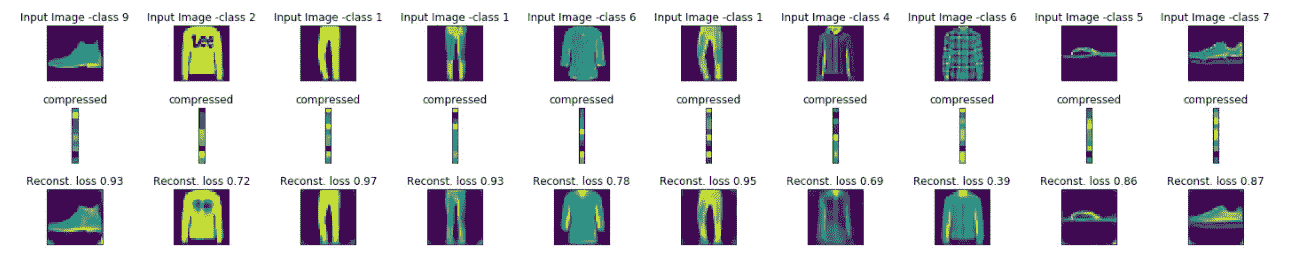 Input Image -class 9 Input Image -class 2 Input Image -class 1 Input Image -class 1 Input Image -class 6 Input Image -class 1 Input Image -class 4 Input Image -class 6 Input Image -class 5 Input Image -class 7
Lee
compressed compressed compressed compressed compressed compressed compressed compressed compressed compressed
Reconst. loss 0.93 Reconst. loss 0.72 Reconst. loss 0.97 Reconst. loss 0.93 Reconst. loss 0.78 Reconst. loss 0.95 Reconst. loss 0.69 Reconst. loss 0.39 Reconst. loss 0.86 Reconst. loss 0.87